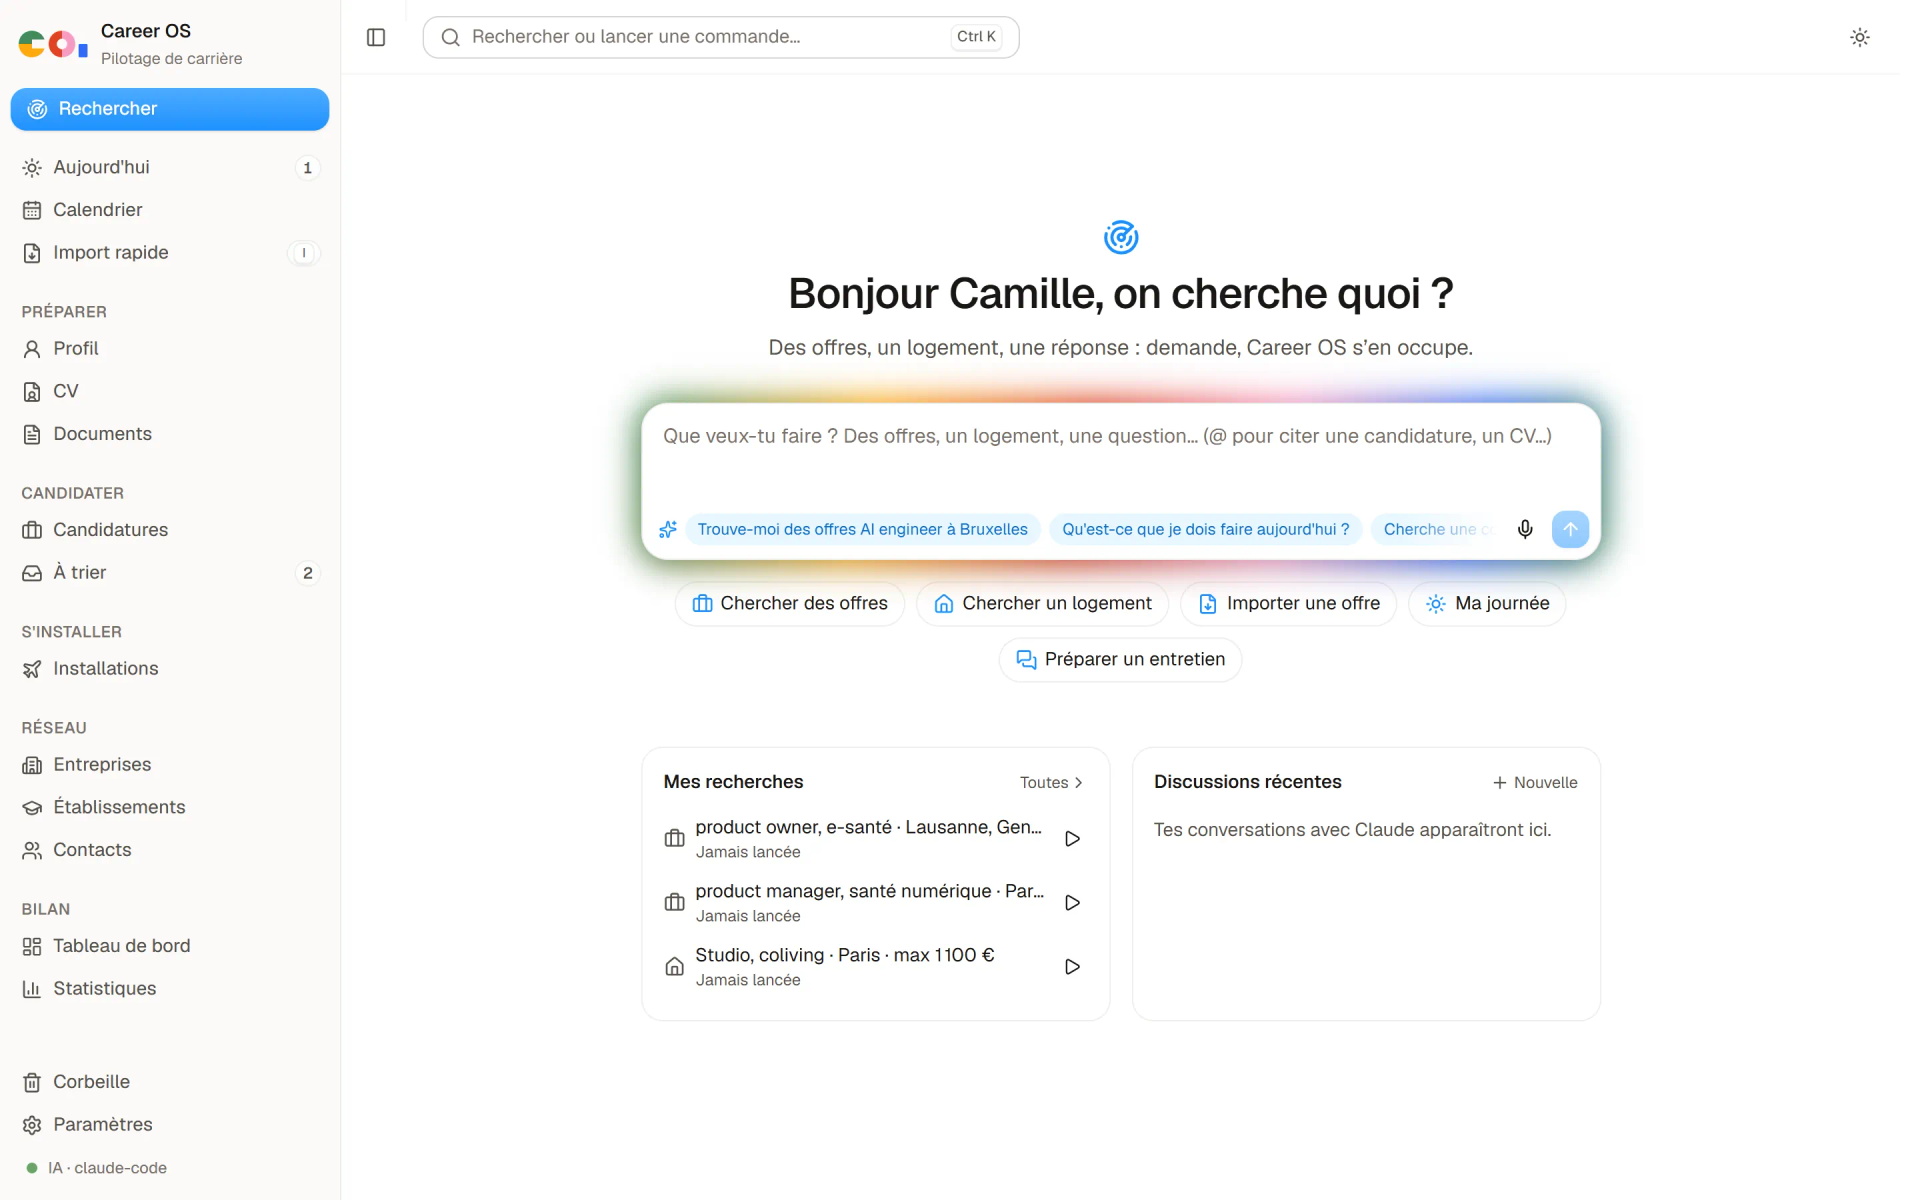 Career OS
Pilotage de carrière
Rechercher
Aujourd'hui 1
Calendrier
Import rapide I
PRÉPARER
Profil
CV
Documents
CANDIDATER
Candidatures
À trier 2
S'INSTALLER
Installations
RÉSEAU
Entreprises
Établissements
Contacts
BILAN
Tableau de bord
Statistiques
Corbeille
Paramètres
IA · claude-code
Rechercher ou lancer une commande... Ctrl K
Bonjour Camille, on cherche quoi ?
Des offres, un logement, une réponse : demande, Career OS s’en occupe.
Que veux-tu faire ? Des offres, un logement, une question... (@ pour citer une candidature, un CV...)
Trouve-moi des offres AI engineer à Bruxelles Qu'est-ce que je dois faire aujourd'hui ? Cherche une
Chercher des offres Chercher un logement Importer une offre Ma journée
Préparer un entretien
Mes recherches Toutes
product owner, e-santé · Lausanne, Gen...
Jamais lancée
product manager, santé numérique · Par...
Jamais lancée
Studio, coliving · Paris · max 1 100 €
Jamais lancée
Discussions récentes + Nouvelle
Tes conversations avec Claude apparaîtront ici.